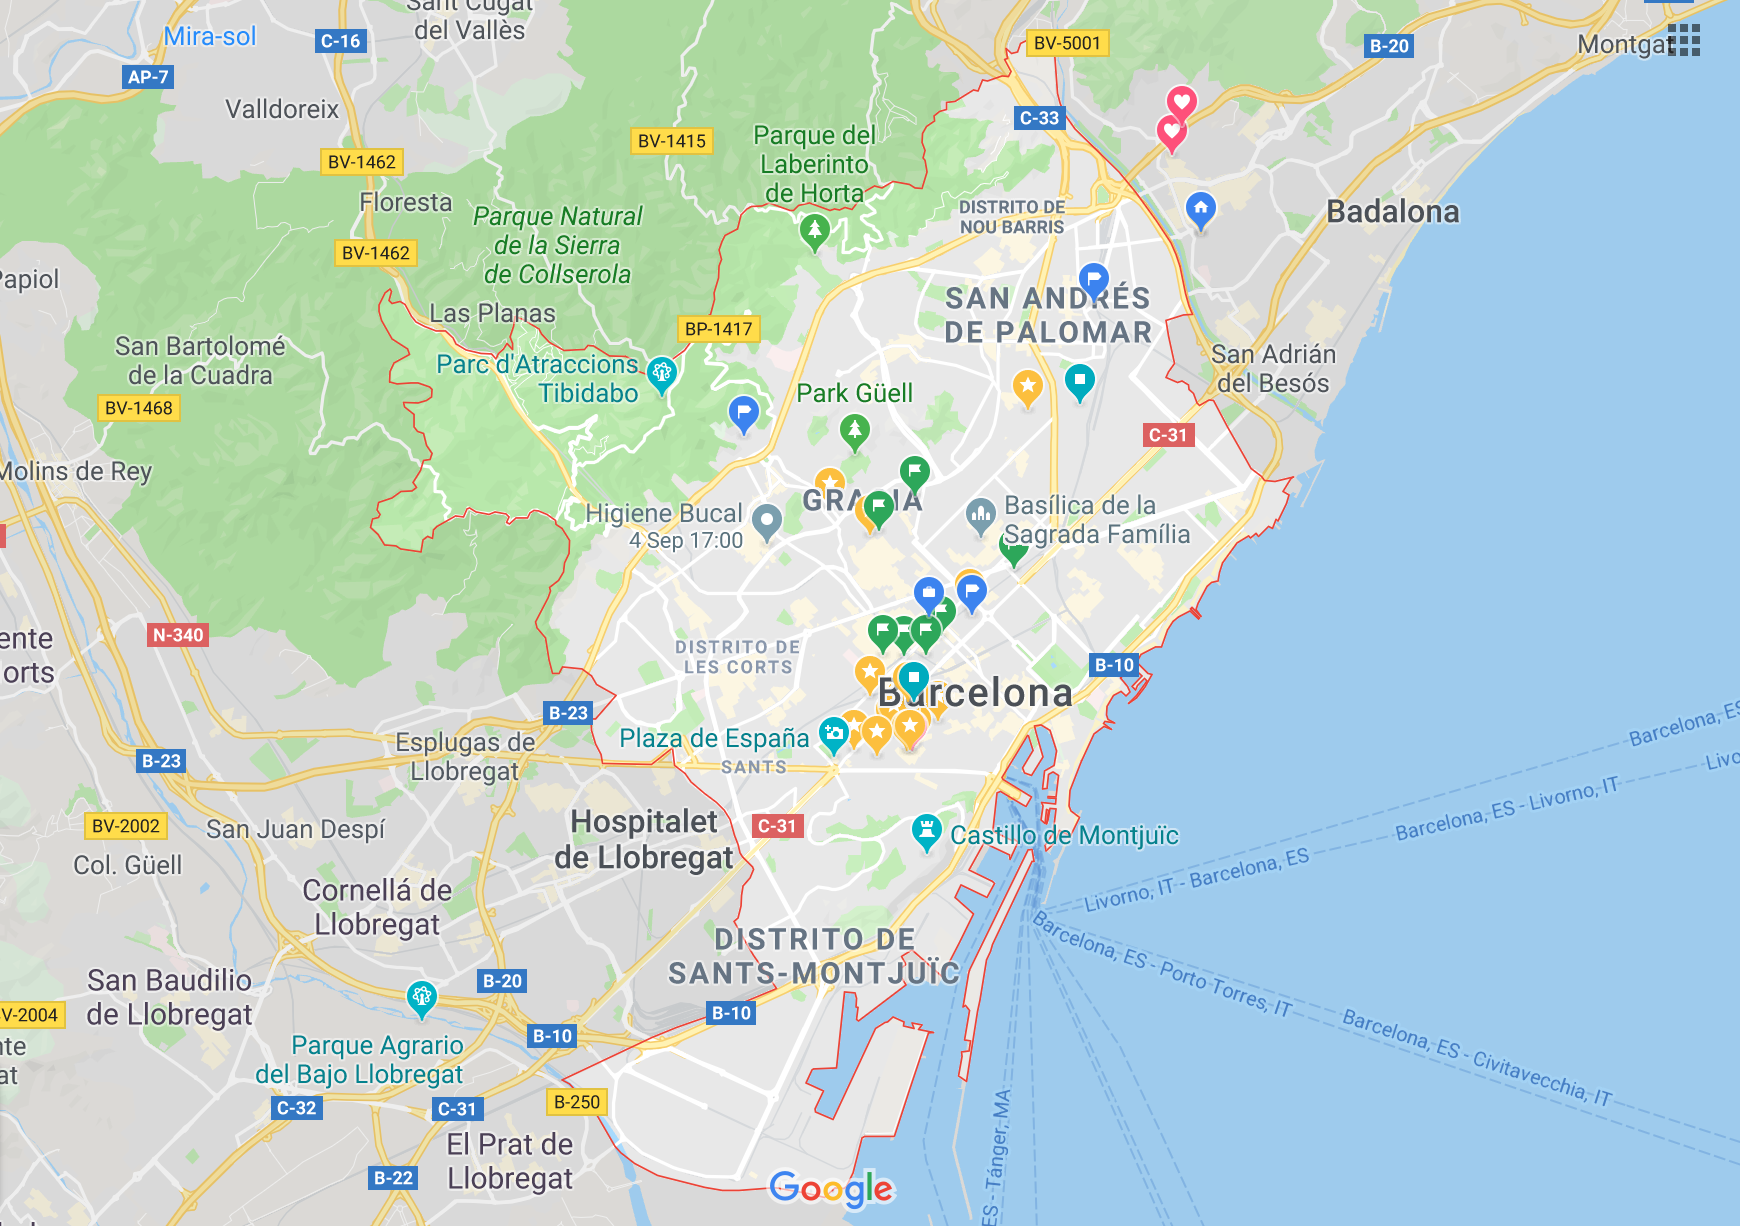 Sant Cugat
del Vallès
Mira-sol
C-16
BV-5001
B-20
Montgat
AP-7
Valldoreix
C-33
BV-1415
Parque del
Laberinto
de Horta
BV-1462
Floresta
Parque Natural
de la Sierra
de Collserola
DISTRITO DE
NOU BARRIS
Badalona
BV-1462
Papiol
Las Planas
SAN ANDRÉS
DE PALOMAR
BP-1417
San Bartolomé
de la Cuadra
Parc d'Atraccions
Tibidabo
San Adrián
del Besós
BV-1468
Park Güell
C-31
Molins de Rey
GRACIA
Higiene Bucal
4 Sep 17:00
Basílica de la
Sagrada Família
N-340
ente
orts
DISTRITO DE
LES CORTS
B-10
Barcelona
B-23
Barcelona, ES
Plaza de España
SANTS
Esplugas de
Llobregat
B-23
Livo
Barcelona, ES - Livorno, IT
BV-2002
San Juan Despí
Hospitalet
de Llobregat
C-31
Castillo de Montjuïc
Col. Güell
Livorno, IT - Barcelona, ES
Cornellá de
Llobregat
Barcelona, ES - Porto Torres, IT
DISTRITO DE
SANTS-MONTJUÏC
San Baudilio
de Llobregat
B-20
BV-2004
B-10
B-10
Barcelona, ES - Civitavecchia, IT
nte
at
Parque Agrario
del Bajo Llobregat
C-32
C-31
B-250
ES - Tánger, MA
El Prat de
Llobregat
B-22
Google